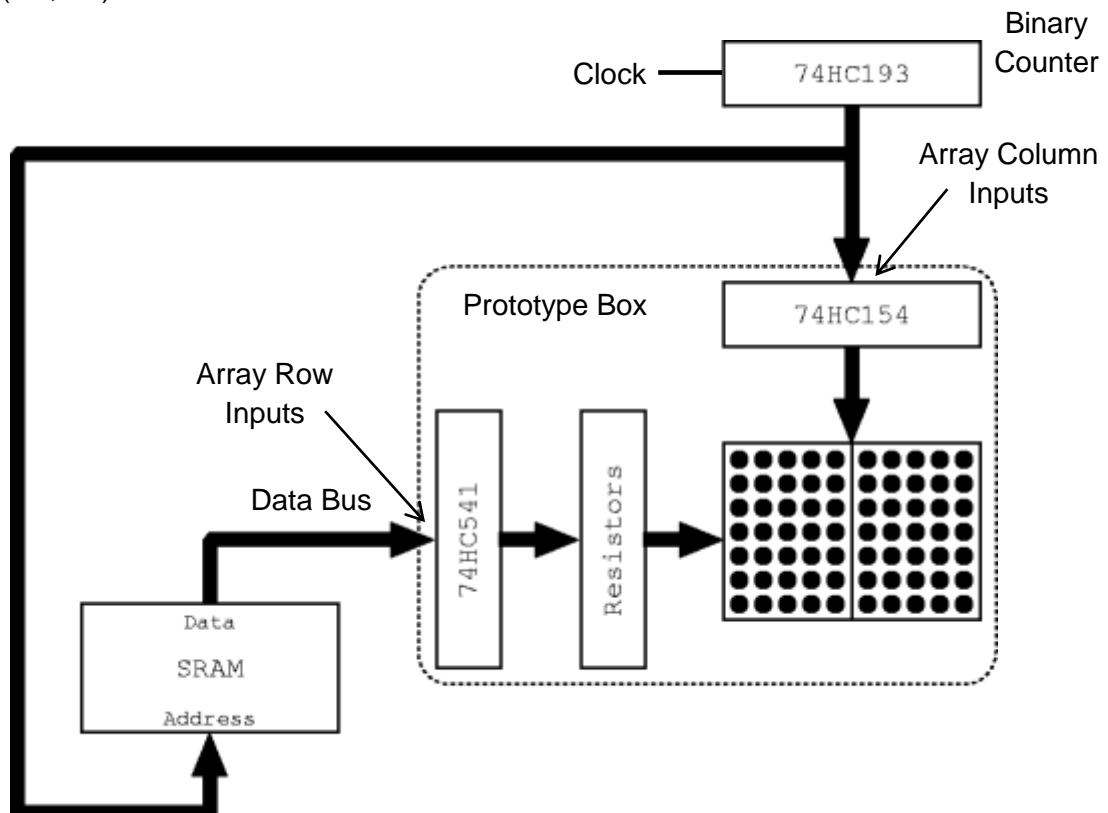 Binary
Counter
74HC193
Clock
Array Column
Inputs
Prototype Box
74HC154
Array Row
Inputs
Data Bus
74HC541
Resistors
Data
SRAM
Address